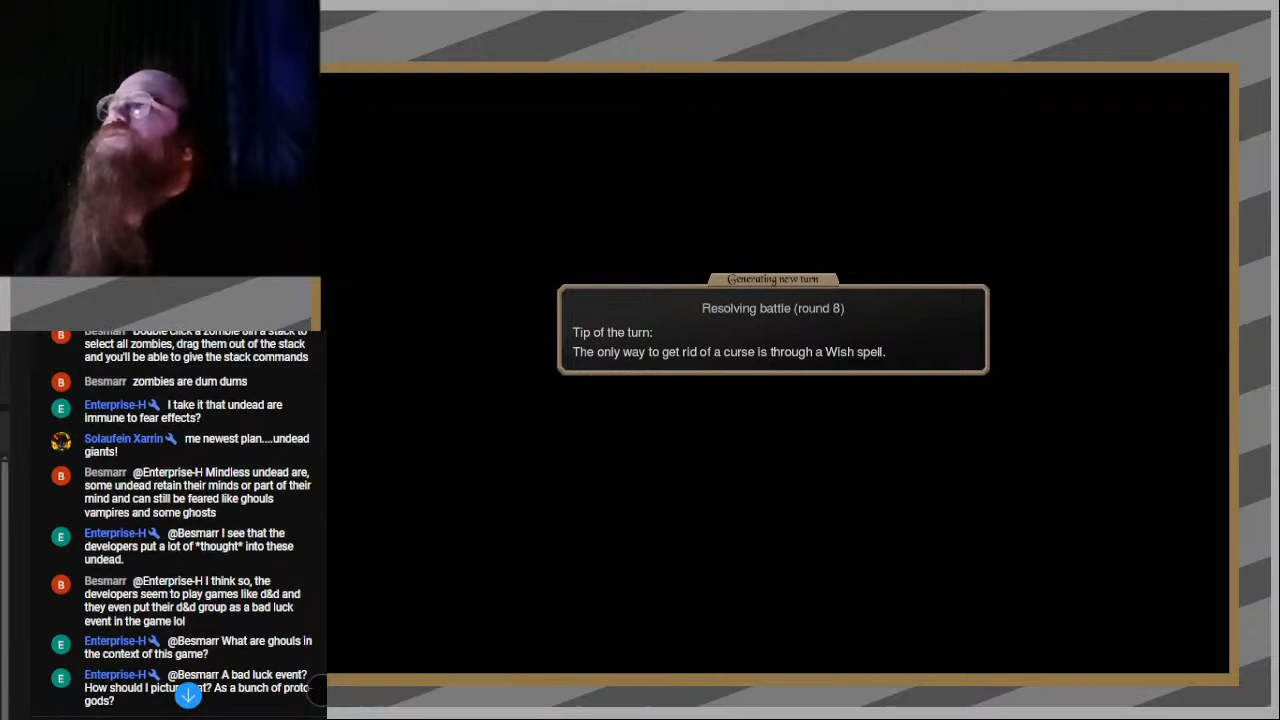 Generating new turn
Resolving battle (round 8)
Tip of the turn:
The only way to get rid of a curse is through a Wish spell.
Besmarr Double click a zombie 8in a stack to
select all zombies, drag them out of the stack
and you'll be able to give the stack commands
B
Besmarr zombies are dum dums
E
Enterprise-H I take it that undead are
immune to fear effects?
Solaufein Xarrin me newest plan....undead
giants!
B
Besmarr @Enterprise-H Mindless undead are,
some undead retain their minds or part of their
mind and can still be feared like ghouls
vampires and some ghosts
E
Enterprise-H @Besmarr I see that the
developers put a lot of *thought* into these
undead.
B
Besmarr @Enterprise-H I think so, the
developers seem to play games like d&d and
they even put their d&d group as a bad luck
event in the game lol
E
Enterprise-H @Besmarr What are ghouls in
the context of this game?
E
Enterprise-H @Besmarr A bad luck event?
How should I As a bunch of proto
gods?